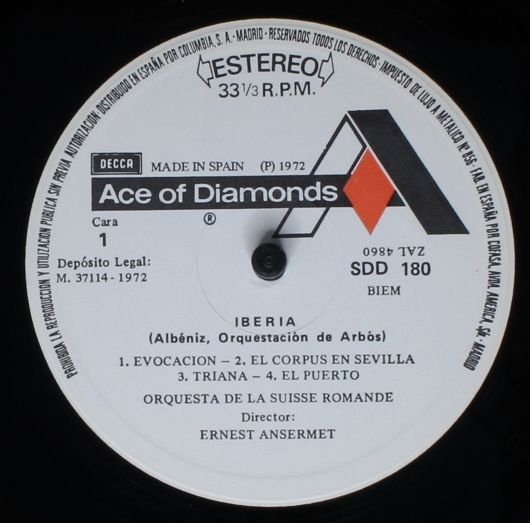 PROHIBIDA LA REPRODUCCION Y UTILIZACION PUBLICA SIN PREVIA AUTORIZACION. DISTRIBUIDO EN ESPAÑA POR COLUMBIA, S. A. - MADRID - RESERVADOS TODOS LOS DERECHOS - IMPUESTO DE LUJO A METALICO Nº 856 - FAB. EN ESPAÑA POR COFASA, AVDA. AMERICA, S/N. - MADRID
ESTEREO
33 1/3 R.P.M.
DECCA MADE IN SPAIN (P) 1972
Ace of Diamonds
®
Cara
1
Depósito Legal:
M. 37114 - 1972
ZAL 4860
SDD 180
BIEM
IBERIA
(Albéniz, Orquestación de Arbós)
1. EVOCACION – 2. EL CORPUS EN SEVILLA
3. TRIANA – 4. EL PUERTO
ORQUESTA DE LA SUISSE ROMANDE
Director:
ERNEST ANSERMET